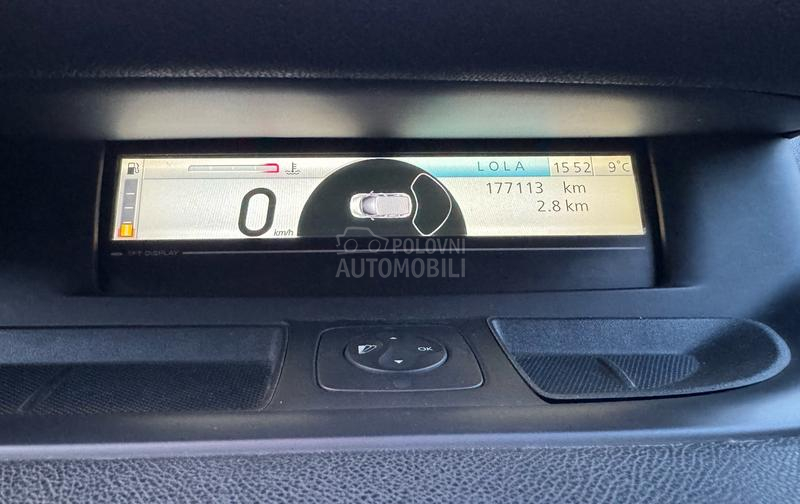 LOLA 15 52 9°C
177113 km
2.8 km
0 km/h
TFT DISPLAY
POLOVNI
AUTOMOBILI
OK